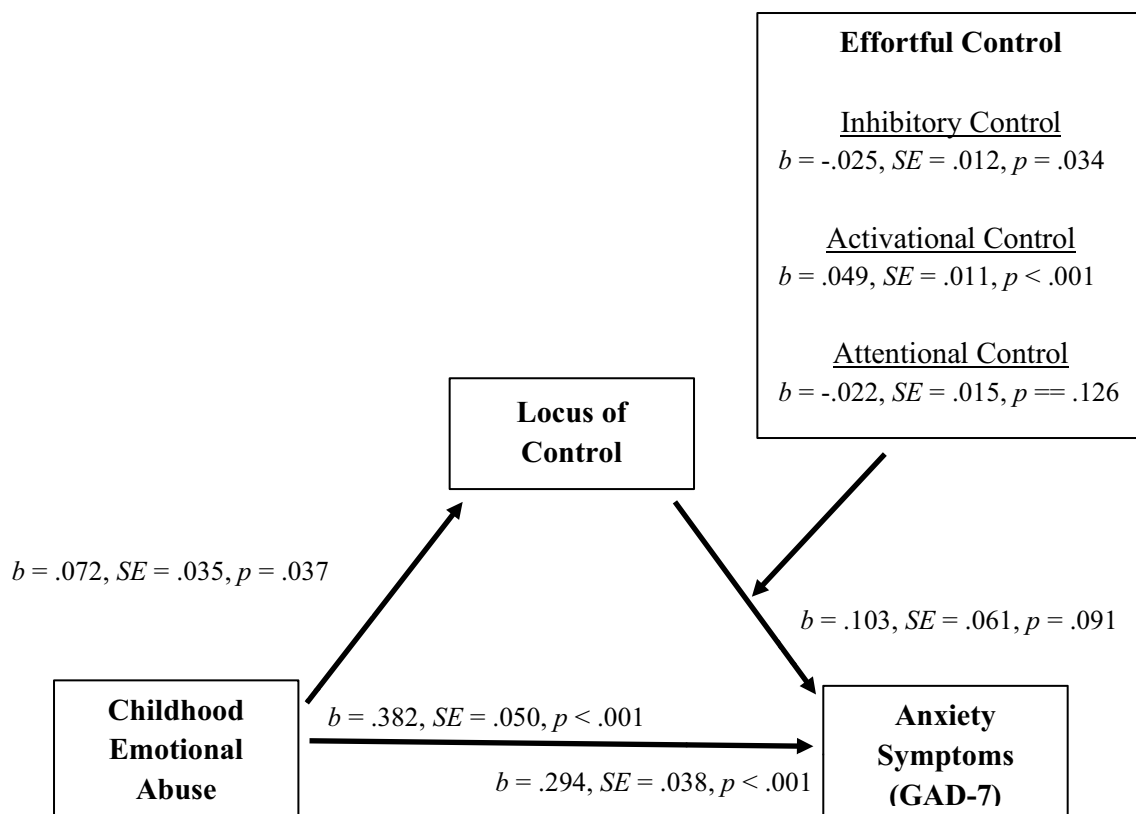 Effortful Control
Inhibitory Control
b = -.025, SE = .012, p = .034
Activational Control
b = .049, SE = .011, p < .001
Attentional Control
b = -.022, SE = .015, p == .126
Locus of
Control
b = .072, SE = .035, p = .037
b = .103, SE = .061, p = .091
Childhood
Emotional
Abuse
b = .382, SE = .050, p < .001
b = .294, SE = .038, p < .001
Anxiety
Symptoms
(GAD-7)